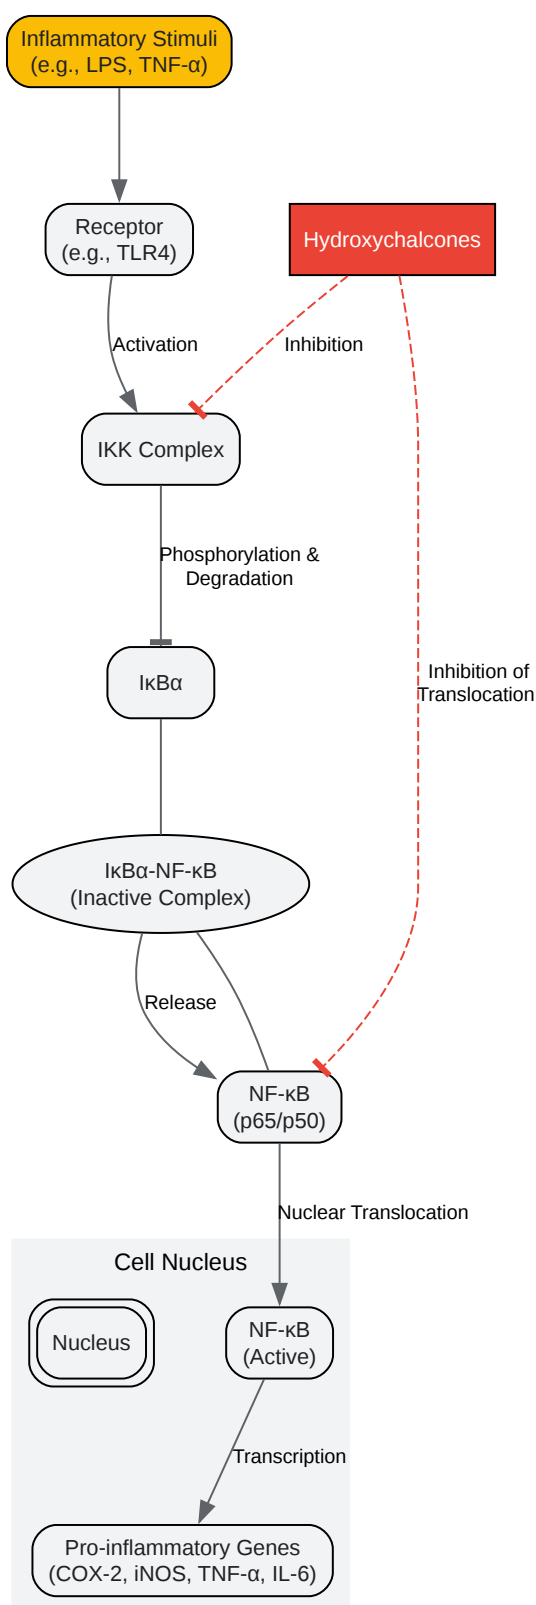 Inflammatory Stimuli
(e.g., LPS, TNF-α)
Receptor
(e.g., TLR4)
Hydroxychalcones
Activation
Inhibition
IKK Complex
Phosphorylation &
Degradation
IκBα
Inhibition of
Translocation
IκBα-NF-κB
(Inactive Complex)
Release
NF-κB
(p65/p50)
Nuclear Translocation
Cell Nucleus
Nucleus
NF-κB
(Active)
Transcription
Pro-inflammatory Genes
(COX-2, iNOS, TNF-α, IL-6)